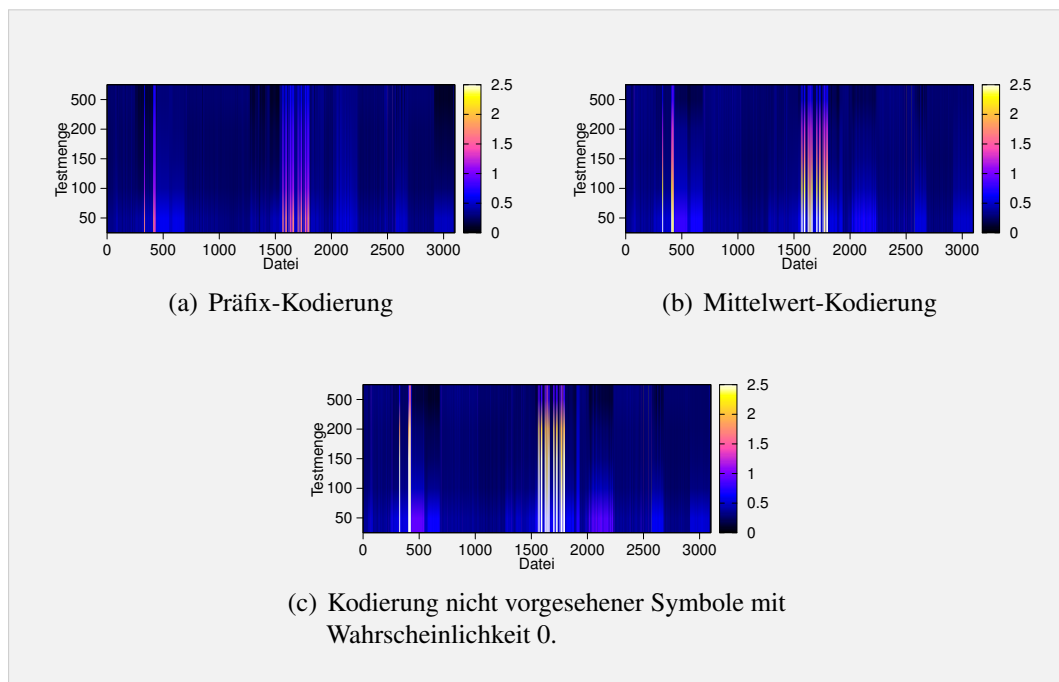 500
200
150
100
50
Testmenge
0 500 1000 1500 2000 2500 3000
Datei
2.5
2
1.5
1
0.5
0
(a) Präfix-Kodierung
500
200
150
100
50
Testmenge
0 500 1000 1500 2000 2500 3000
Datei
2.5
2
1.5
1
0.5
0
(b) Mittelwert-Kodierung
500
200
150
100
50
Testmenge
0 500 1000 1500 2000 2500 3000
Datei
2.5
2
1.5
1
0.5
0
(c) Kodierung nicht vorgesehener Symbole mit
Wahrscheinlichkeit 0.